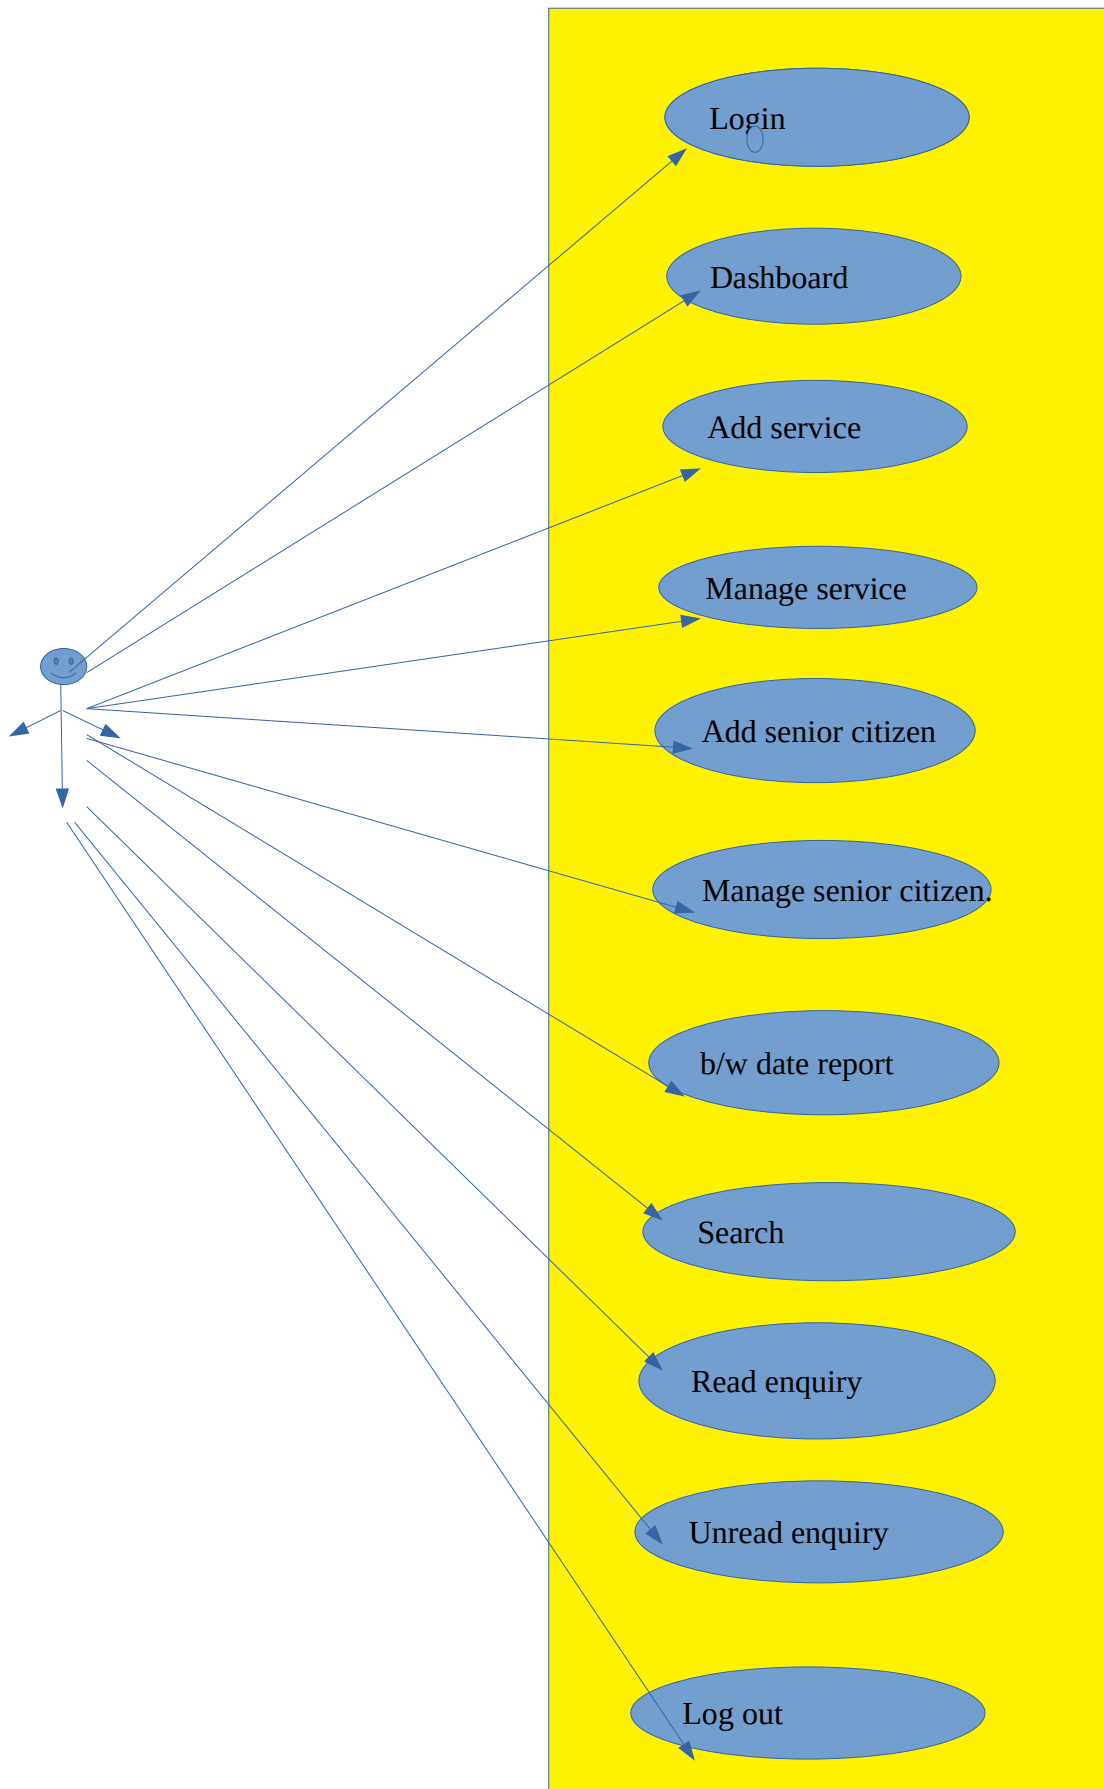 Login
Dashboard
Add service
Manage service
Add senior citizen
Manage senior citizen.
b/w date report
Search
Read enquiry
Unread enquiry
Log out